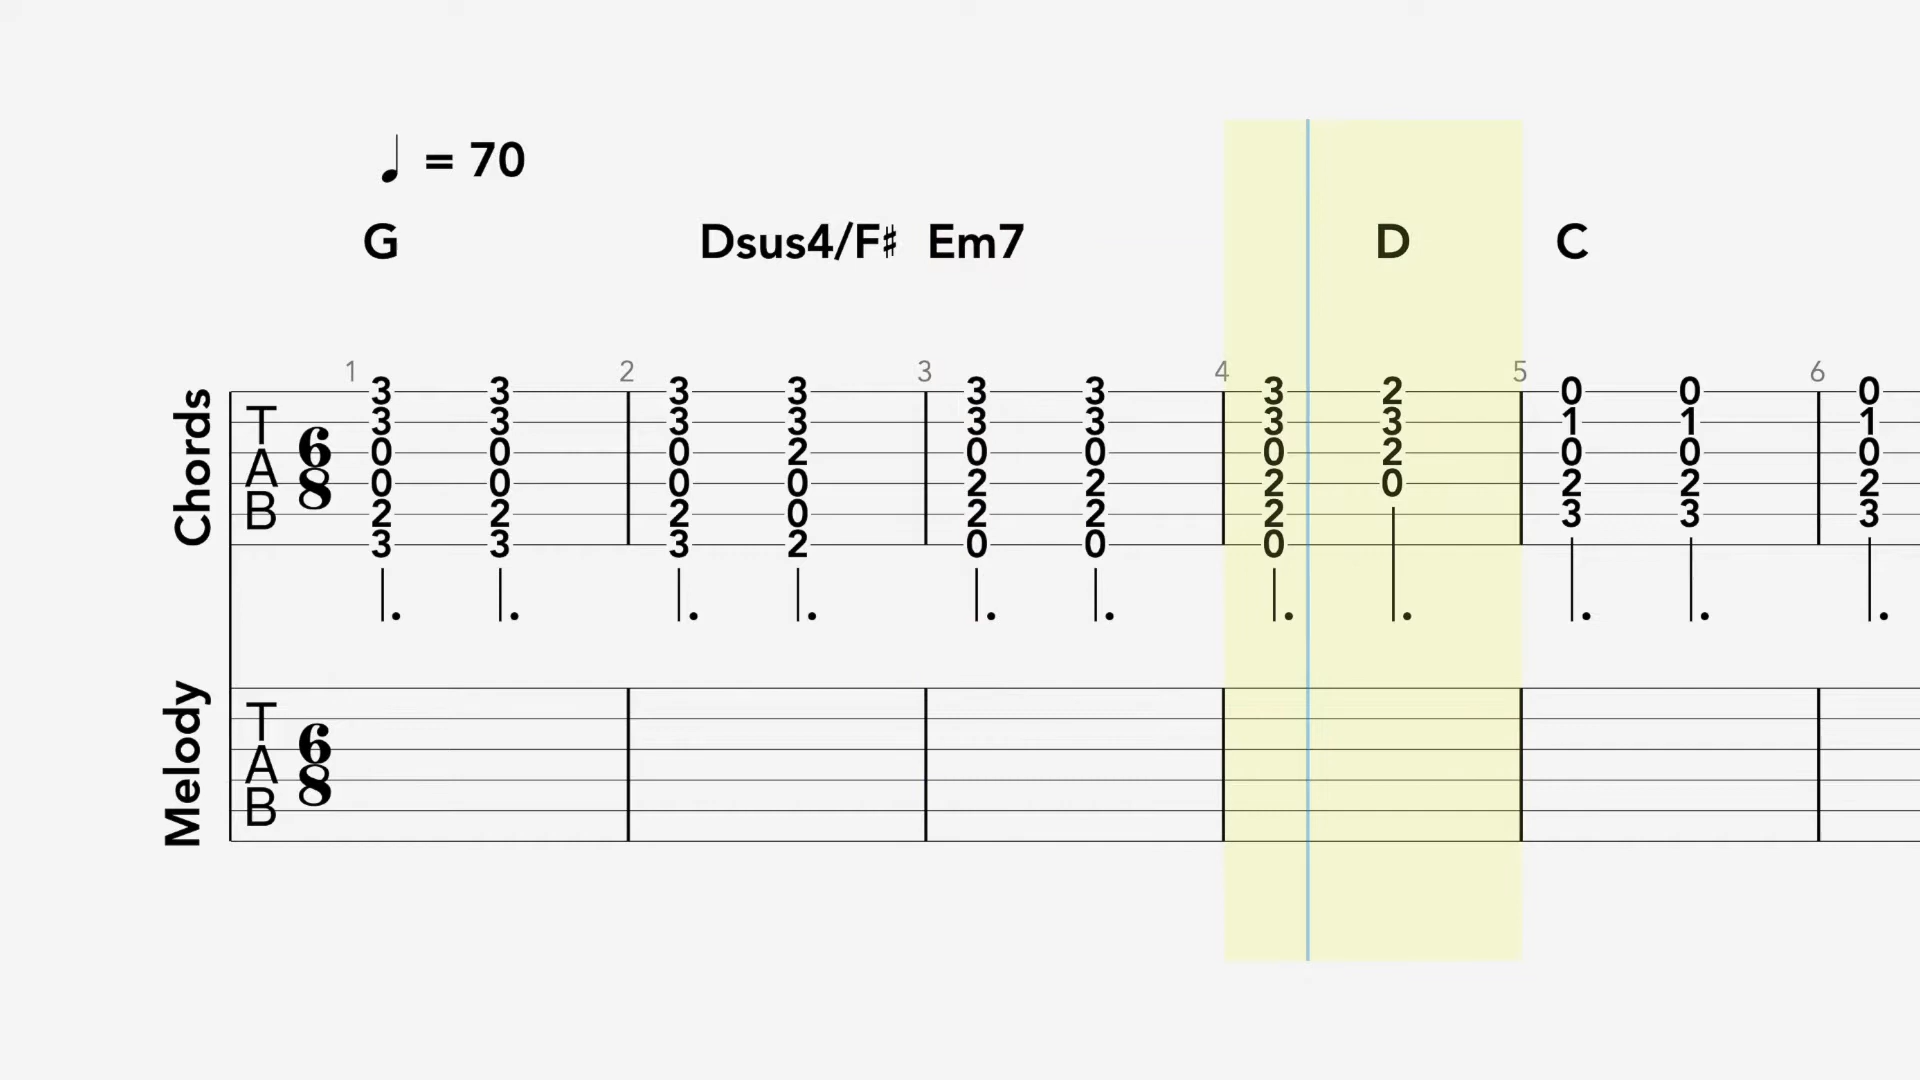 ♩ = 70
G Dsus4/F♯ Em7 D C
1 2 3 4 5 6
Chords
T
A
B
6
8
3 3 3 3 3 3 3 2 0 0 0
3 3 3 3 3 3 3 3 1 1 1
0 0 0 2 0 0 0 2 0 0 0
0 0 0 0 2 2 2 0 2 2 2
2 2 2 0 2 2 2 3 3 3
3 3 3 2 0 0 0
Melody
T
A
B
6
8